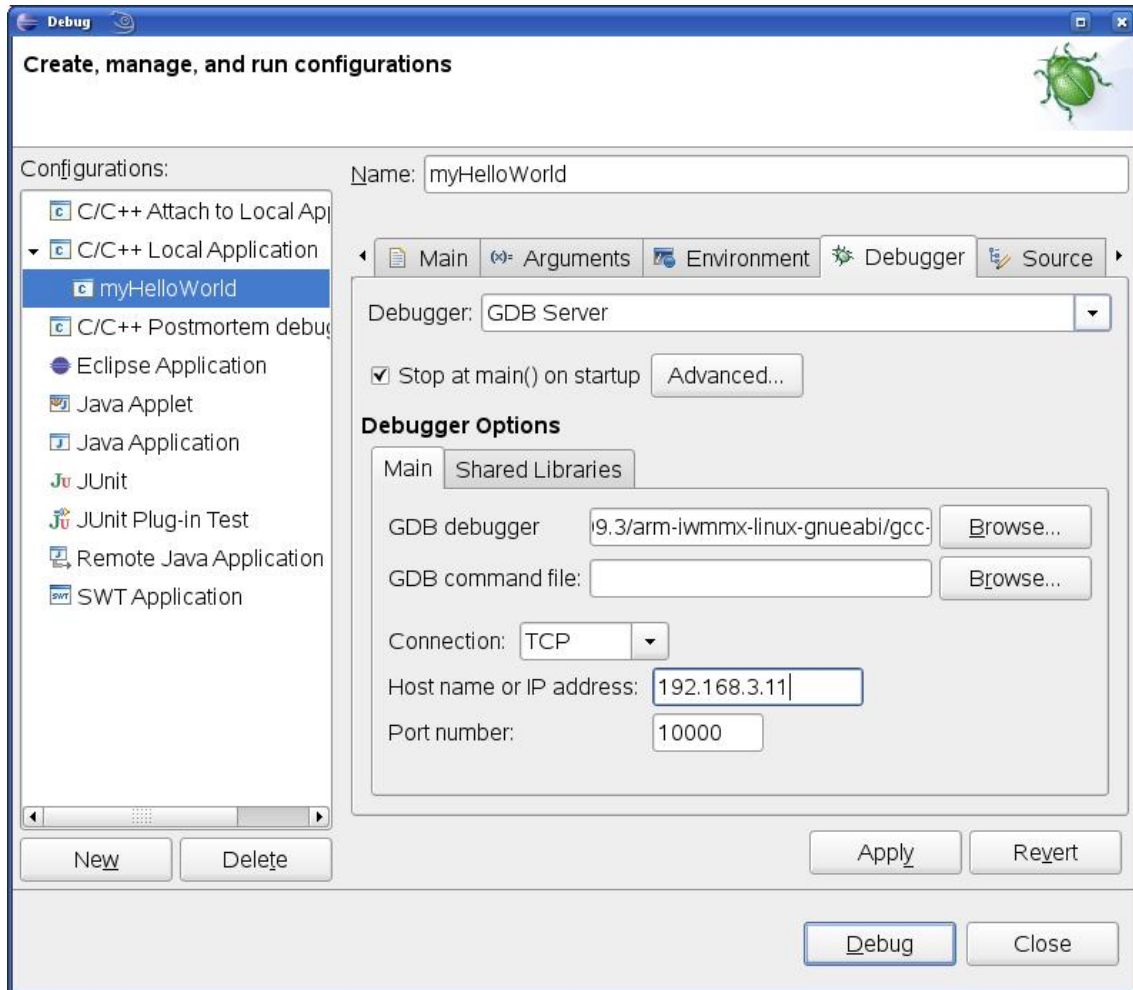 Debug
Create, manage, and run configurations
Configurations:
C/C++ Attach to Local Ap
C/C++ Local Application
myHelloWorld
C/C++ Postmortem debug
Eclipse Application
Java Applet
Java Application
JUnit
JUnit Plug-in Test
Remote Java Application
SWT Application
New
Delete
Name: myHelloWorld
Main
Arguments
Environment
Debugger
Source
Debugger: GDB Server
Stop at main() on startup
Advanced...
Debugger Options
Main
Shared Libraries
GDB debugger
9.3/arm-iwmmx-linux-gnueabi/gcc-
Browse...
GDB command file:
Browse...
Connection: TCP
Host name or IP address: 192.168.3.11
Port number: 10000
Apply
Revert
Debug
Close